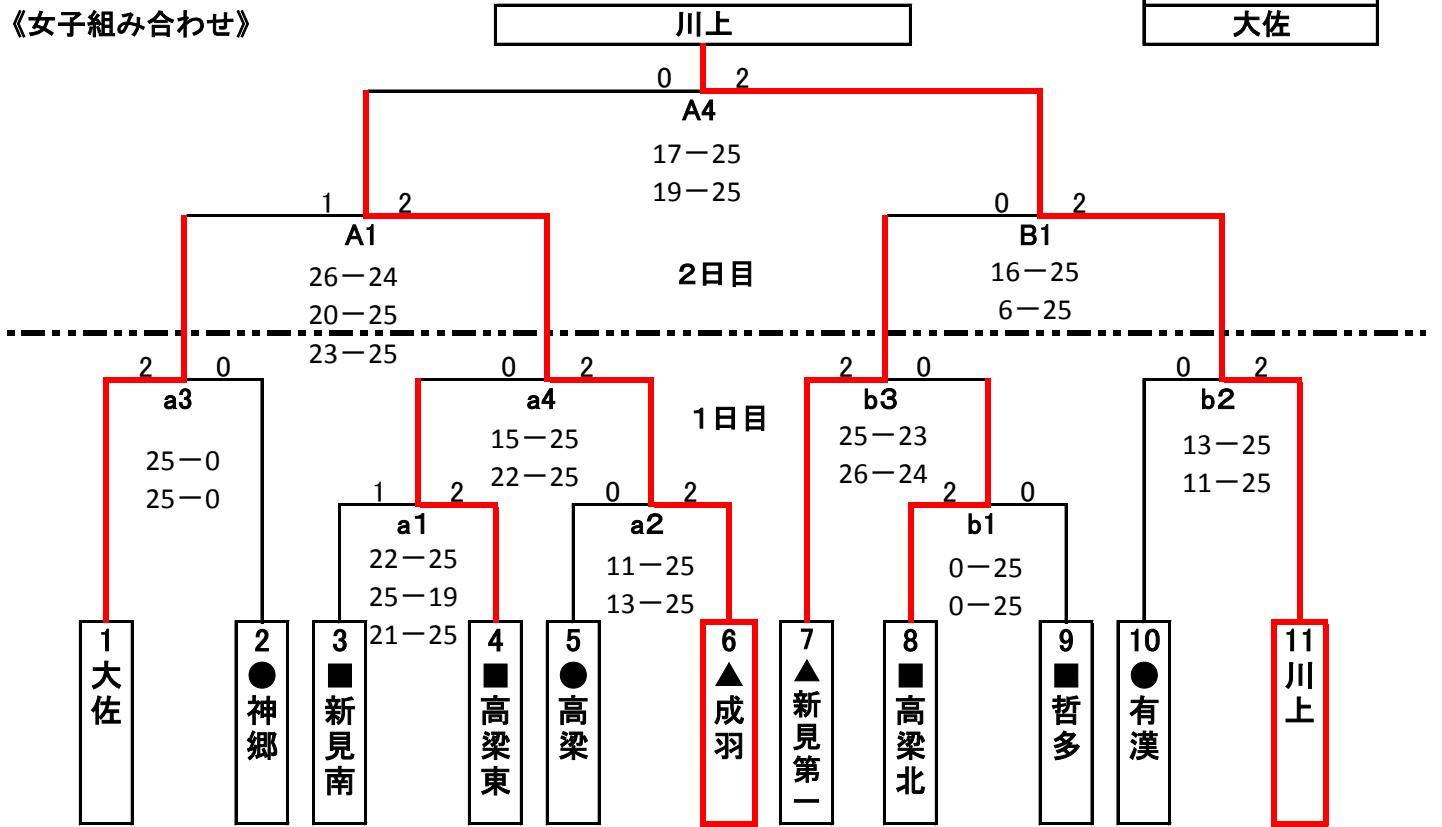 《女子組み合わせ》
川上
大佐
0 2
A4
17－25
19－25
1 2
A1
26－24
20－25
23－25
0 2
B1
16－25
6－25
2日目
2 0
a3
25－0
25－0
0 2
a4
15－25
22－25
1日目
2 0
b3
25－23
26－24
0 2
b2
13－25
11－25
1 2
a1
22－25
25－19
21－25
0 2
a2
11－25
13－25
2 0
b1
0－25
0－25
1大佐
2●神郷
3■新見南
4■高梁東
5●高梁
6▲成羽
7▲新見第一
8■高梁北
9■哲多
10●有漢
11川上